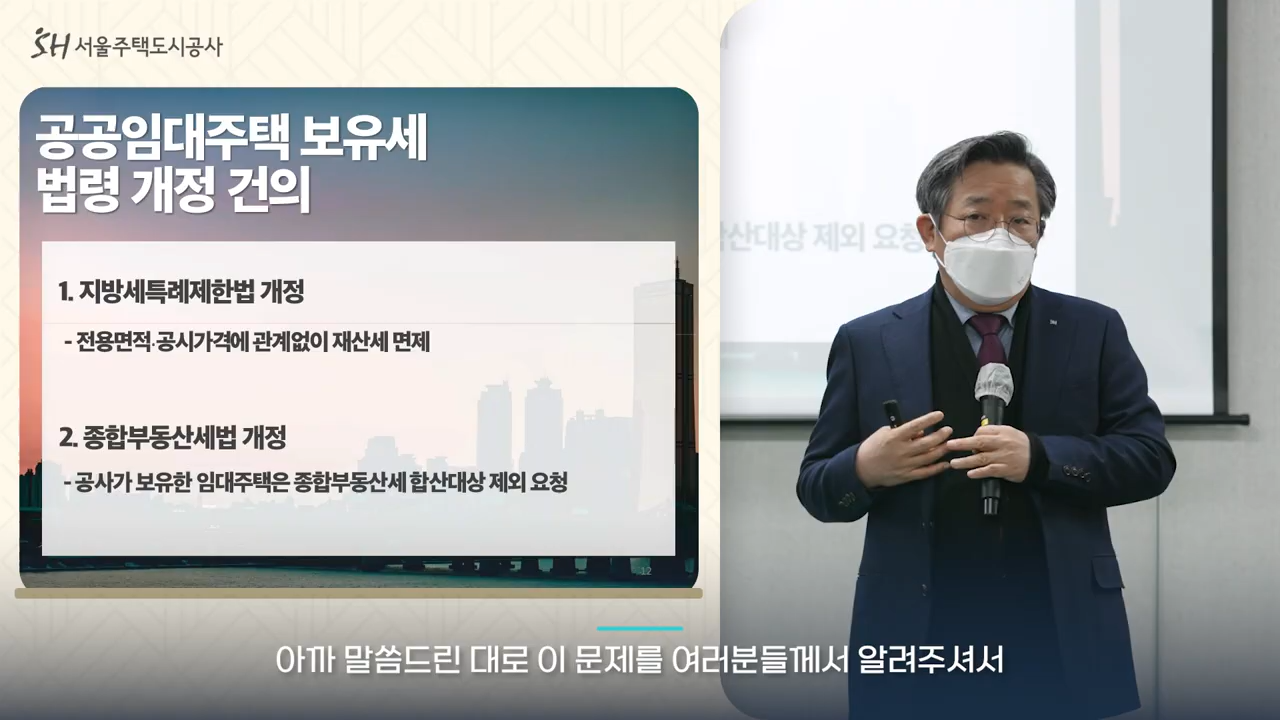 SH 서울주택도시공사
공공임대주택 보유세
법령 개정 건의
1. 지방세특례제한법 개정
- 전용면적·공시가격에 관계없이 재산세 면제
2. 종합부동산세법 개정
- 공사가 보유한 임대주택은 종합부동산세 합산대상 제외 요청
12
합산대상 제외 요청
아까 말씀드린 대로 이 문제를 여러분들께서 알려주셔서